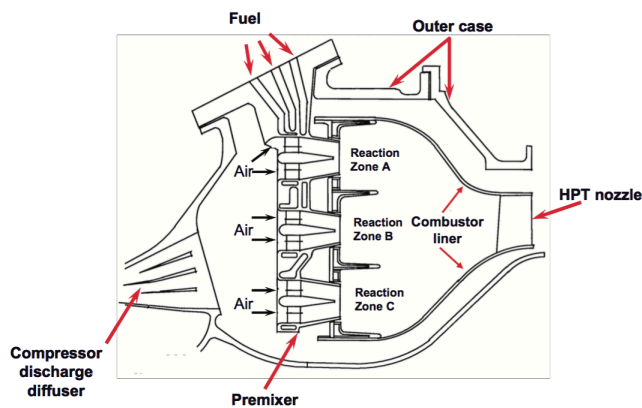 Fuel
Outer case
Air
Reaction
Zone A
HPT nozzle
Air
Reaction
Zone B
Combustor
liner
Air
Reaction
Zone C
Compressor
discharge
diffuser
Premixer